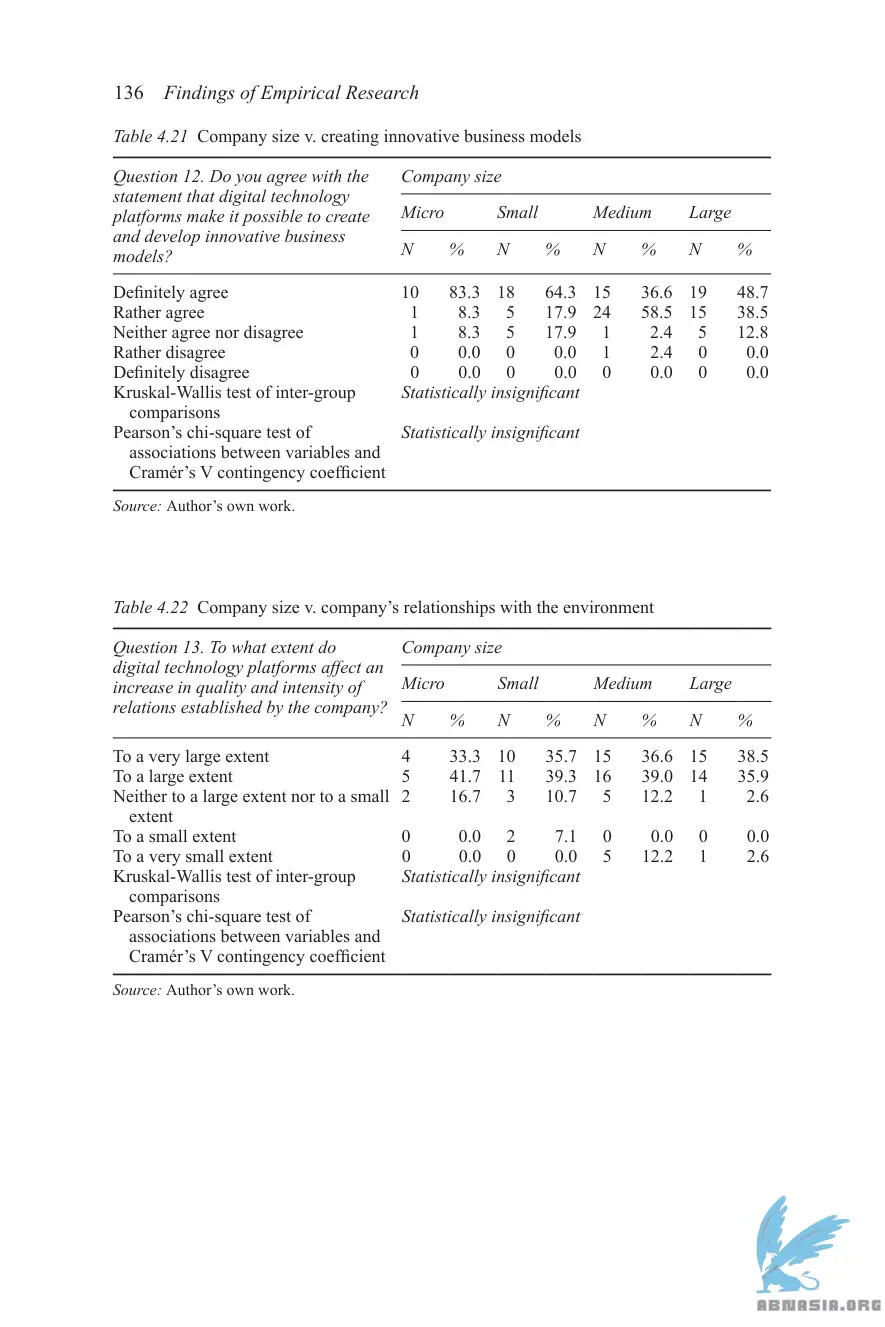 136 Findings of Empirical Research
Table 4.21 Company size v. creating innovative business models
Question 12. Do you agree with the statement that digital technology platforms make it possible to create and develop innovative business models?
Company size
Micro Small Medium Large
N % N % N % N %
Definitely agree 10 83.3 18 64.3 15 36.6 19 48.7
Rather agree 1 8.3 5 17.9 24 58.5 15 38.5
Neither agree nor disagree 1 8.3 5 17.9 1 2.4 5 12.8
Rather disagree 0 0.0 0 0.0 1 2.4 0 0.0
Definitely disagree 0 0.0 0 0.0 0 0.0 0 0.0
Kruskal-Wallis test of inter-group Statistically insignificant
comparisons
Pearson’s chi-square test of Statistically insignificant
associations between variables and
Cramér’s V contingency coefficient
Source: Author’s own work.
Table 4.22 Company size v. company’s relationships with the environment
Question 13. To what extent do digital technology platforms affect an increase in quality and intensity of relations established by the company?
Company size
Micro Small Medium Large
N % N % N % N %
To a very large extent 4 33.3 10 35.7 15 36.6 15 38.5
To a large extent 5 41.7 11 39.3 16 39.0 14 35.9
Neither to a large extent nor to a small 2 16.7 3 10.7 5 12.2 1 2.6
extent
To a small extent 0 0.0 2 7.1 0 0.0 0 0.0
To a very small extent 0 0.0 0 0.0 5 12.2 1 2.6
Kruskal-Wallis test of inter-group Statistically insignificant
comparisons
Pearson’s chi-square test of Statistically insignificant
associations between variables and
Cramér’s V contingency coefficient
Source: Author’s own work.
ABNASIA.ORG